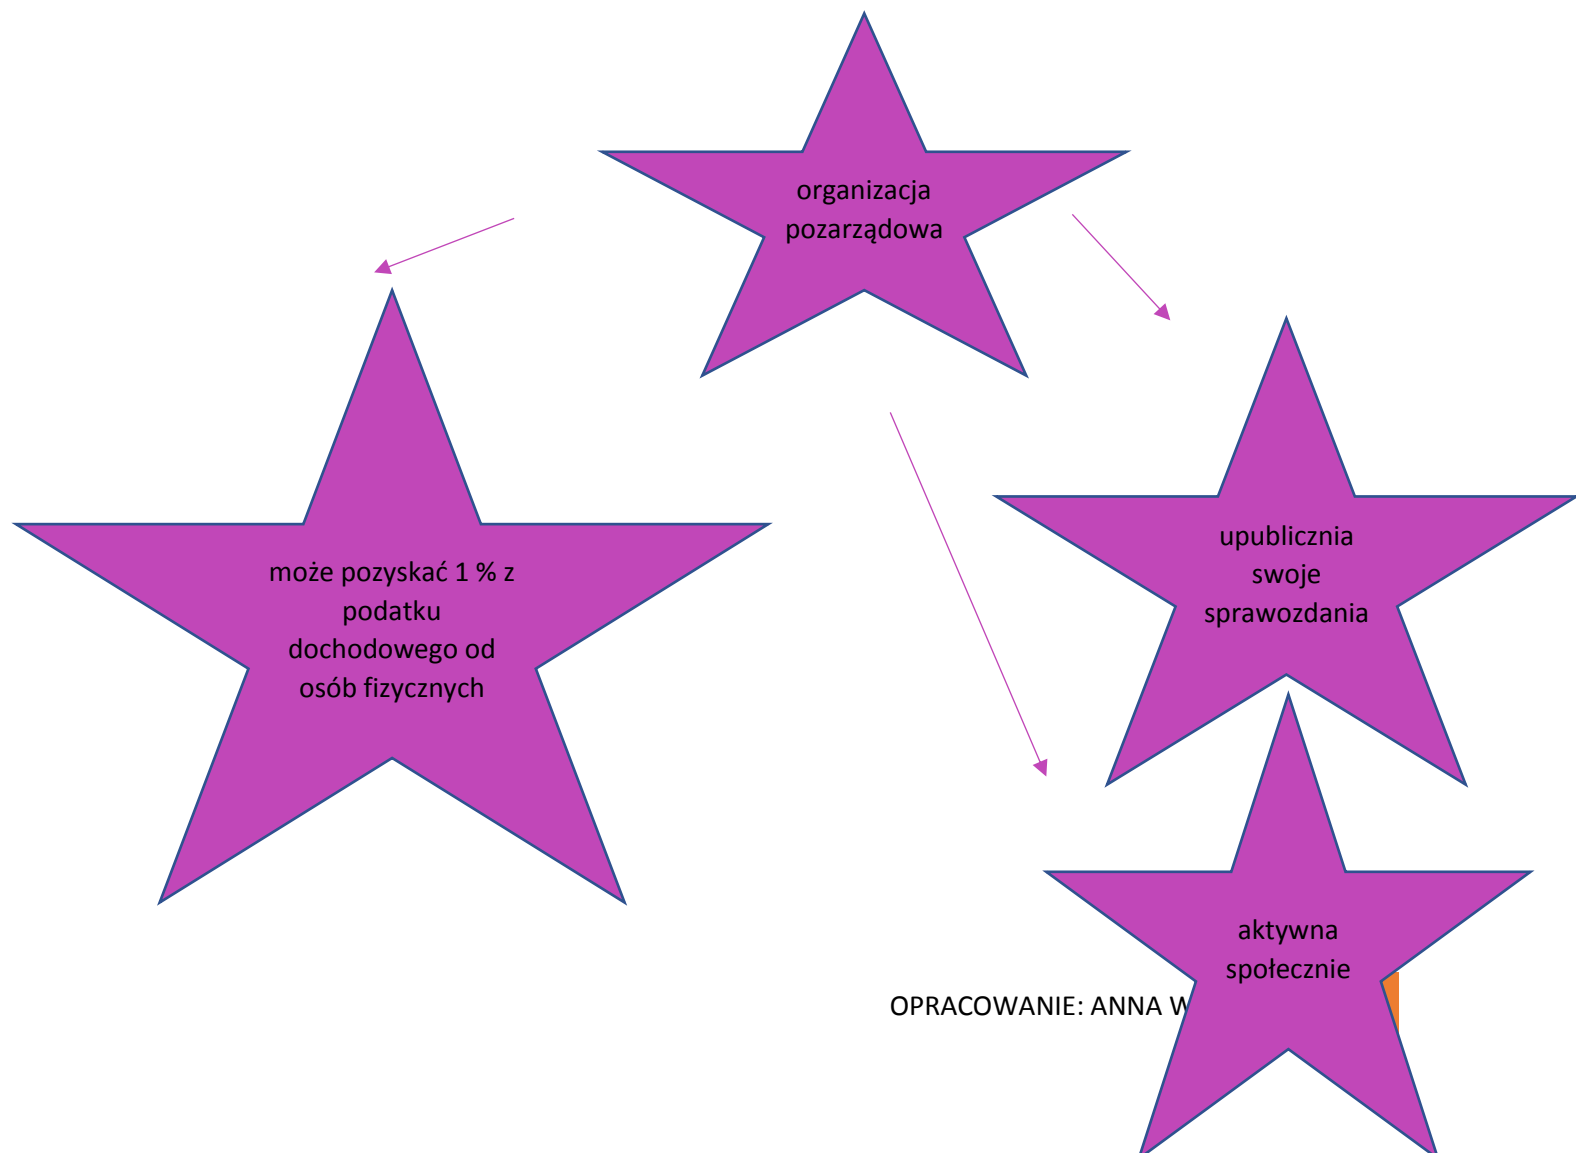 organizacja
pozarządowa
może pozyskać 1 % z
podatku
dochodowego od
osób fizycznych
upublicznia
swoje
sprawozdania
aktywna
społecznie
OPRACOWANIE: ANNA